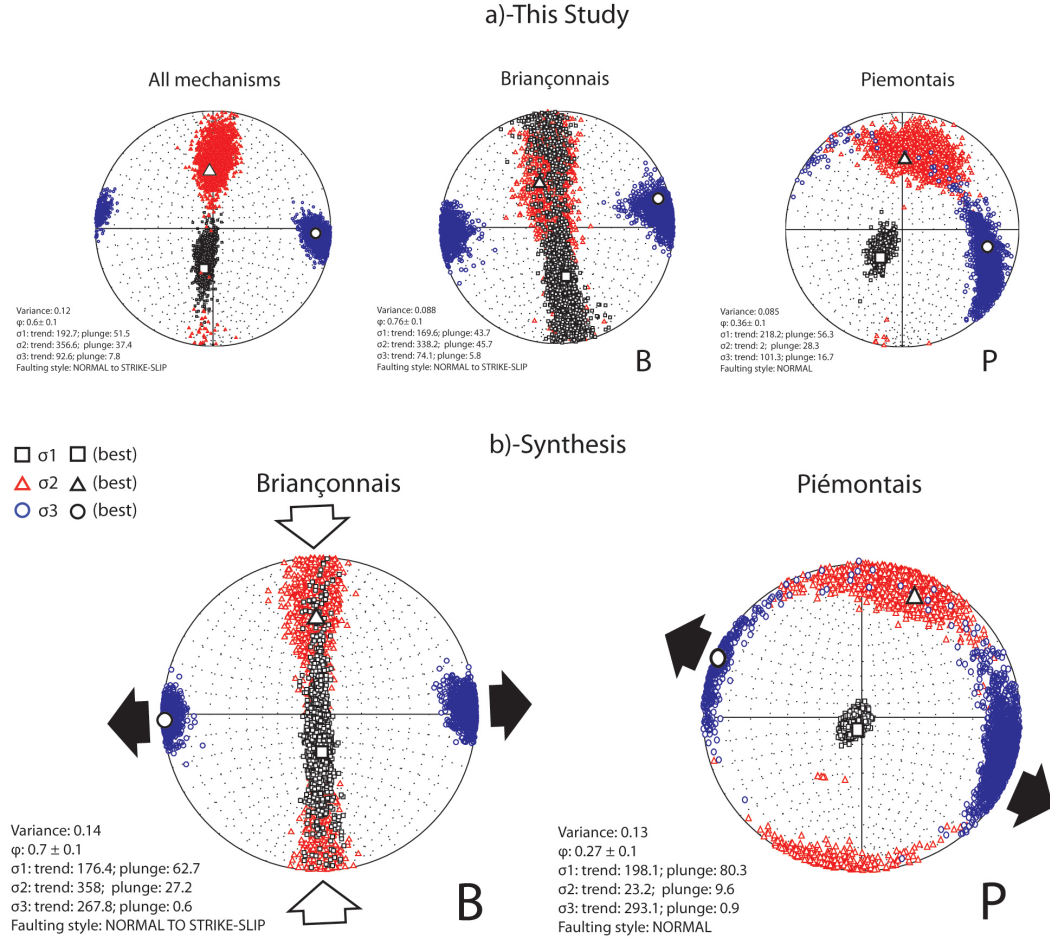 a)-This Study
All mechanisms
Briançonnais
Piemontais
Variance: 0.12
φ: 0.6± 0.1
σ1: trend: 192.7; plunge: 51.5
σ2: trend: 356.6; plunge: 37.4
σ3: trend: 92.6; plunge: 7.8
Faulting style: NORMAL to STRIKE-SLIP
Variance: 0.088
φ: 0.76± 0.1
σ1: trend: 169.6; plunge: 43.7
σ2: trend: 338.2; plunge: 45.7
σ3: trend: 74.1; plunge: 5.8
Faulting style: NORMAL to STRIKE-SLIP
B
Variance: 0.085
φ: 0.36± 0.1
σ1: trend: 218.2; plunge: 56.3
σ2: trend: 2; plunge: 28.3
σ3: trend: 101.3; plunge: 16.7
Faulting style: NORMAL
P
b)-Synthesis
σ1 (best)
σ2 (best)
σ3 (best)
Briançonnais
Piémontais
Variance: 0.14
φ: 0.7 ± 0.1
σ1: trend: 176.4; plunge: 62.7
σ2: trend: 358; plunge: 27.2
σ3: trend: 267.8; plunge: 0.6
Faulting style: NORMAL TO STRIKE-SLIP
B
Variance: 0.13
φ: 0.27 ± 0.1
σ1: trend: 198.1; plunge: 80.3
σ2: trend: 23.2; plunge: 9.6
σ3: trend: 293.1; plunge: 0.9
Faulting style: NORMAL
P